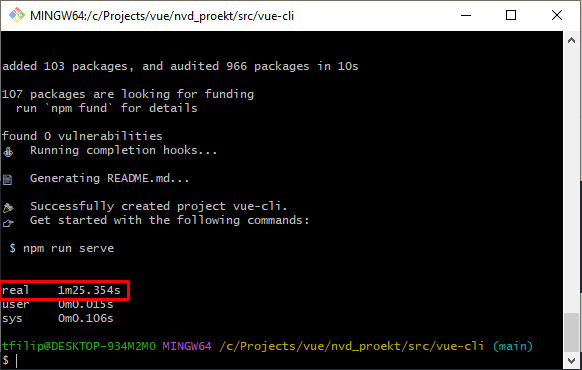 MINGW64:/c/Projects/vue/nvd_proekt/src/vue-cli
added 103 packages, and audited 966 packages in 10s
107 packages are looking for funding
run `npm fund` for details
found 0 vulnerabilities
Running completion hooks...
Generating README.md...
Successfully created project vue-cli.
Get started with the following commands:
$ npm run serve
real 1m25.354s
user 0m0.015s
sys 0m0.106s
tfilip@DESKTOP-934M2MO MINGW64 /c/Projects/vue/nvd_proekt/src/vue-cli (main)
$